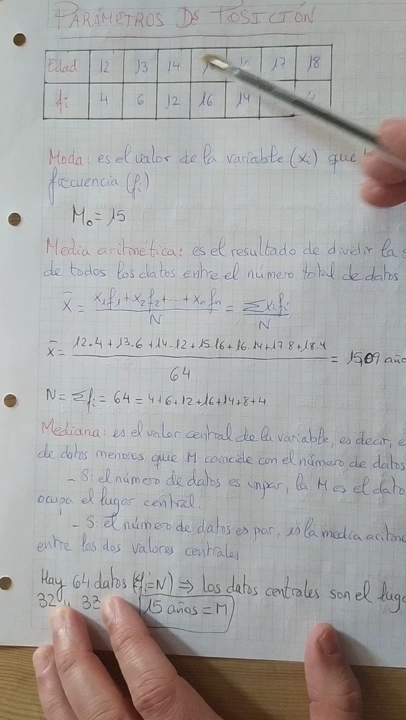 PARÁMETROS DE POSICIÓN
Edad 12 13 14 17 18
fi 4 6 12 16 14
Moda: es el valor de la variable (xi) que
frecuencia (fi)
Mo = 15
Media aritmética: es el resultado de dividir la
de todos los datos entre el número total de datos
x̄ = x1f1+x2f2+...+xnfn / N = Σxifi / N
x̄ = 12·4+13·6+14·12+15·16+16·14+17·8+18·4 / 64 = 15,09 año
N = Σfi = 64 = 4+6+12+16+14+8+4
Mediana: es el valor central de la variable, es decir, e
de datos menores que M coincide con el número de datos
- Si el número de datos es impar, la M es el dato
ocupa el lugar central.
- Si el número de datos es par, es la media aritmé
entre los dos valores centrales
Hay 64 datos (fi=N) ⇒ los datos centrales son el luga
32 y 33 15 años = M